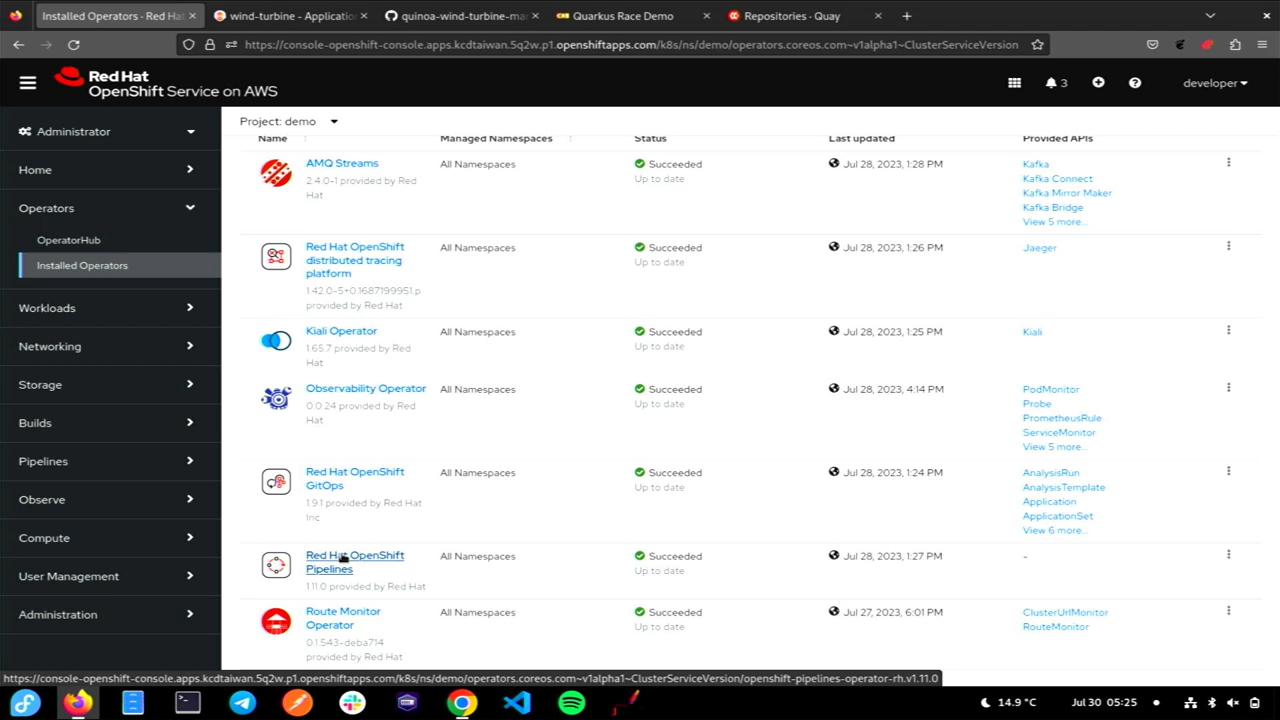 Installed Operators · Red Hat
wind-turbine - Application
quinoa-wind-turbine-ma
Quarkus Race Demo
Repositories · Quay
https://console-openshift-console.apps.kcdtaiwan.5q2w.p1.openshiftapps.com/k8s/ns/demo/operators.coreos.com~v1alpha1~ClusterServiceVersion
Red Hat
OpenShift Service on AWS
3
developer
Administrator
Home
Operators
OperatorHub
Installed Operators
Workloads
Networking
Storage
Builds
Pipelines
Observe
Compute
User Management
Administration
Project: demo
Name
Managed Namespaces
Status
Last updated
Provided APIs
AMQ Streams
2.4.0-1 provided by Red
Hat
All Namespaces
Succeeded
Up to date
Jul 28, 2023, 1:28 PM
Kafka
Kafka Connect
Kafka Mirror Maker
Kafka Bridge
View 5 more...
Red Hat OpenShift
distributed tracing
platform
1.42.0-5+0.1687199951.p
provided by Red Hat
All Namespaces
Succeeded
Up to date
Jul 28, 2023, 1:26 PM
Jaeger
Kiali Operator
1.65.7 provided by Red
Hat
All Namespaces
Succeeded
Up to date
Jul 28, 2023, 1:25 PM
Kiali
Observability Operator
0.0.24 provided by Red
Hat
All Namespaces
Succeeded
Up to date
Jul 28, 2023, 4:14 PM
PodMonitor
Probe
PrometheusRule
ServiceMonitor
View 5 more...
Red Hat OpenShift
GitOps
1.9.1 provided by Red Hat
Inc
All Namespaces
Succeeded
Up to date
Jul 28, 2023, 1:24 PM
AnalysisRun
AnalysisTemplate
Application
ApplicationSet
View 6 more...
Red Hat OpenShift
Pipelines
1.11.0 provided by Red Hat
All Namespaces
Succeeded
Up to date
Jul 28, 2023, 1:27 PM
-
Route Monitor
Operator
0.1.543-deba714
provided by Red Hat
All Namespaces
Succeeded
Up to date
Jul 27, 2023, 6:01 PM
ClusterUrlMonitor
RouteMonitor
https://console-openshift-console.apps.kcdtaiwan.5q2w.p1.openshiftapps.com/k8s/ns/demo/operators.coreos.com~v1alpha1~ClusterServiceVersion/openshift-pipelines-operator-rh.v1.11.0
14.9 °C
Jul 30 05:25